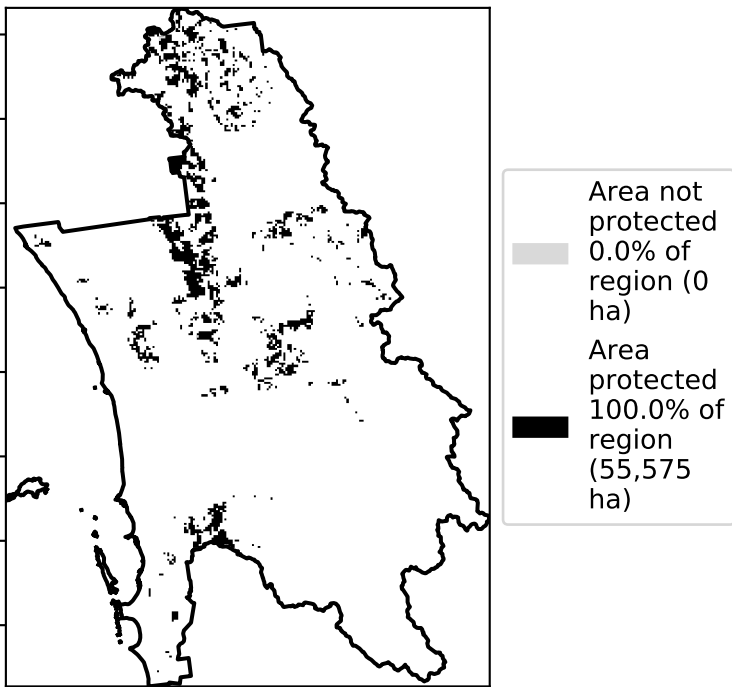 Area not
protected
0.0% of
region (0
ha)
Area
protected
100.0% of
region
(55,575
ha)